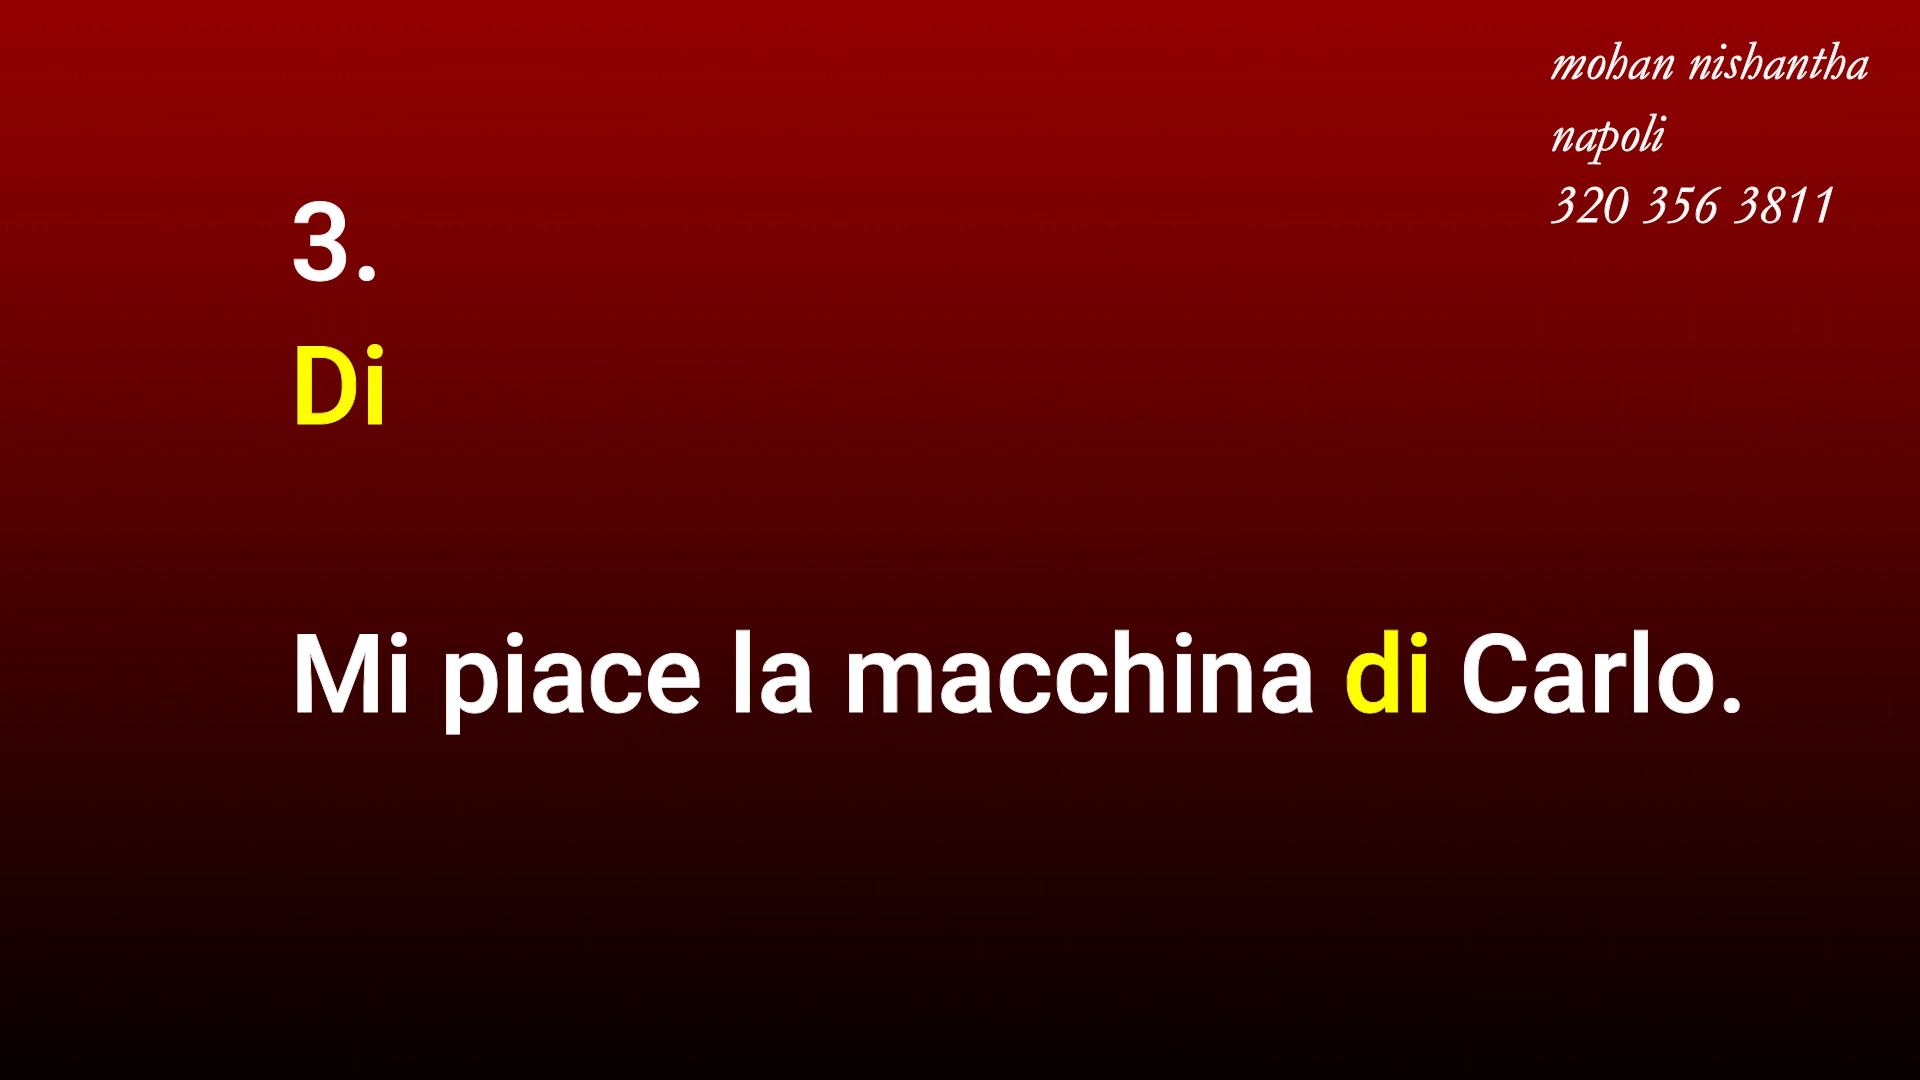 mohan nishantha
napoli
320 356 3811
3.
Di
Mi piace la macchina di Carlo.